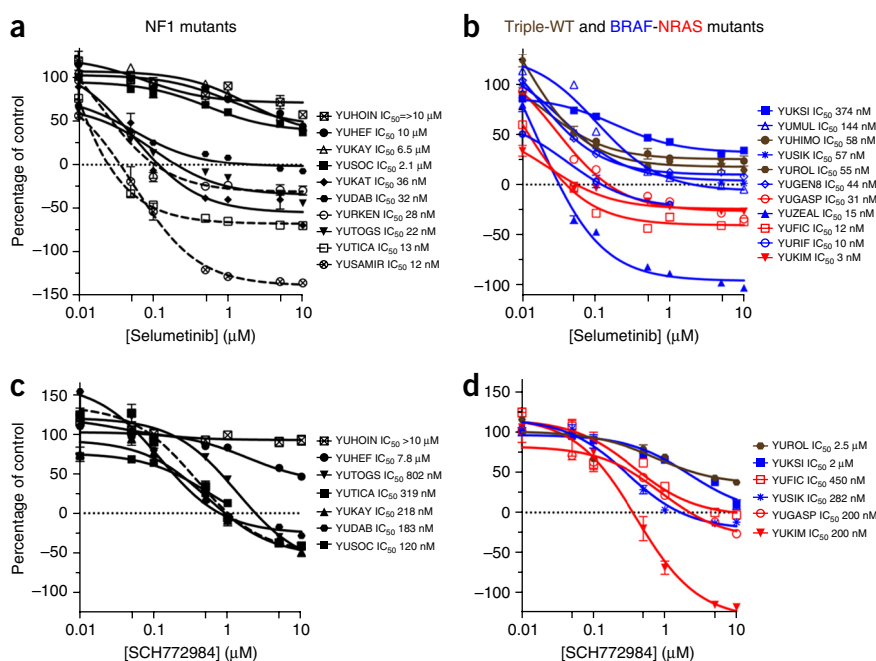 a
NF1 mutants
Percentage of control
100
50
0
–50
–100
–150
0.01
0.1
1
10
[Selumetinib] (µM)
YUHOIN IC50=>10 µM
YUHEF IC50 10 µM
YUKAY IC50 6.5 µM
YUSOC IC50 2.1 µM
YUKAT IC50 36 nM
YUDAB IC50 32 nM
YURKEN IC50 28 nM
YUTOGS IC50 22 nM
YUTICA IC50 13 nM
YUSAMIR IC50 12 nM
b
Triple-WT and BRAF-NRAS mutants
100
50
0
–50
–100
0.01
0.1
1
10
[Selumetinib] (µM)
YUKSI IC50 374 nM
YUMUL IC50 144 nM
YUHIMO IC50 58 nM
YUSIK IC50 57 nM
YUROL IC50 55 nM
YUGEN8 IC50 44 nM
YUGASP IC50 31 nM
YUZEAL IC50 15 nM
YUFIC IC50 12 nM
YURIF IC50 10 nM
YUKIM IC50 3 nM
c
Percentage of control
150
100
50
0
–50
–100
0.01
0.1
1
10
[SCH772984] (µM)
YUHOIN IC50 >10 µM
YUHEF IC50 7.8 µM
YUTOGS IC50 802 nM
YUTICA IC50 319 nM
YUKAY IC50 218 nM
YUDAB IC50 183 nM
YUSOC IC50 120 nM
d
150
100
50
0
–50
–100
0.01
0.1
1
10
[SCH772984] (µM)
YUROL IC50 2.5 µM
YUKSI IC50 2 µM
YUFIC IC50 450 nM
YUSIK IC50 282 nM
YUGASP IC50 200 nM
YUKIM IC50 200 nM